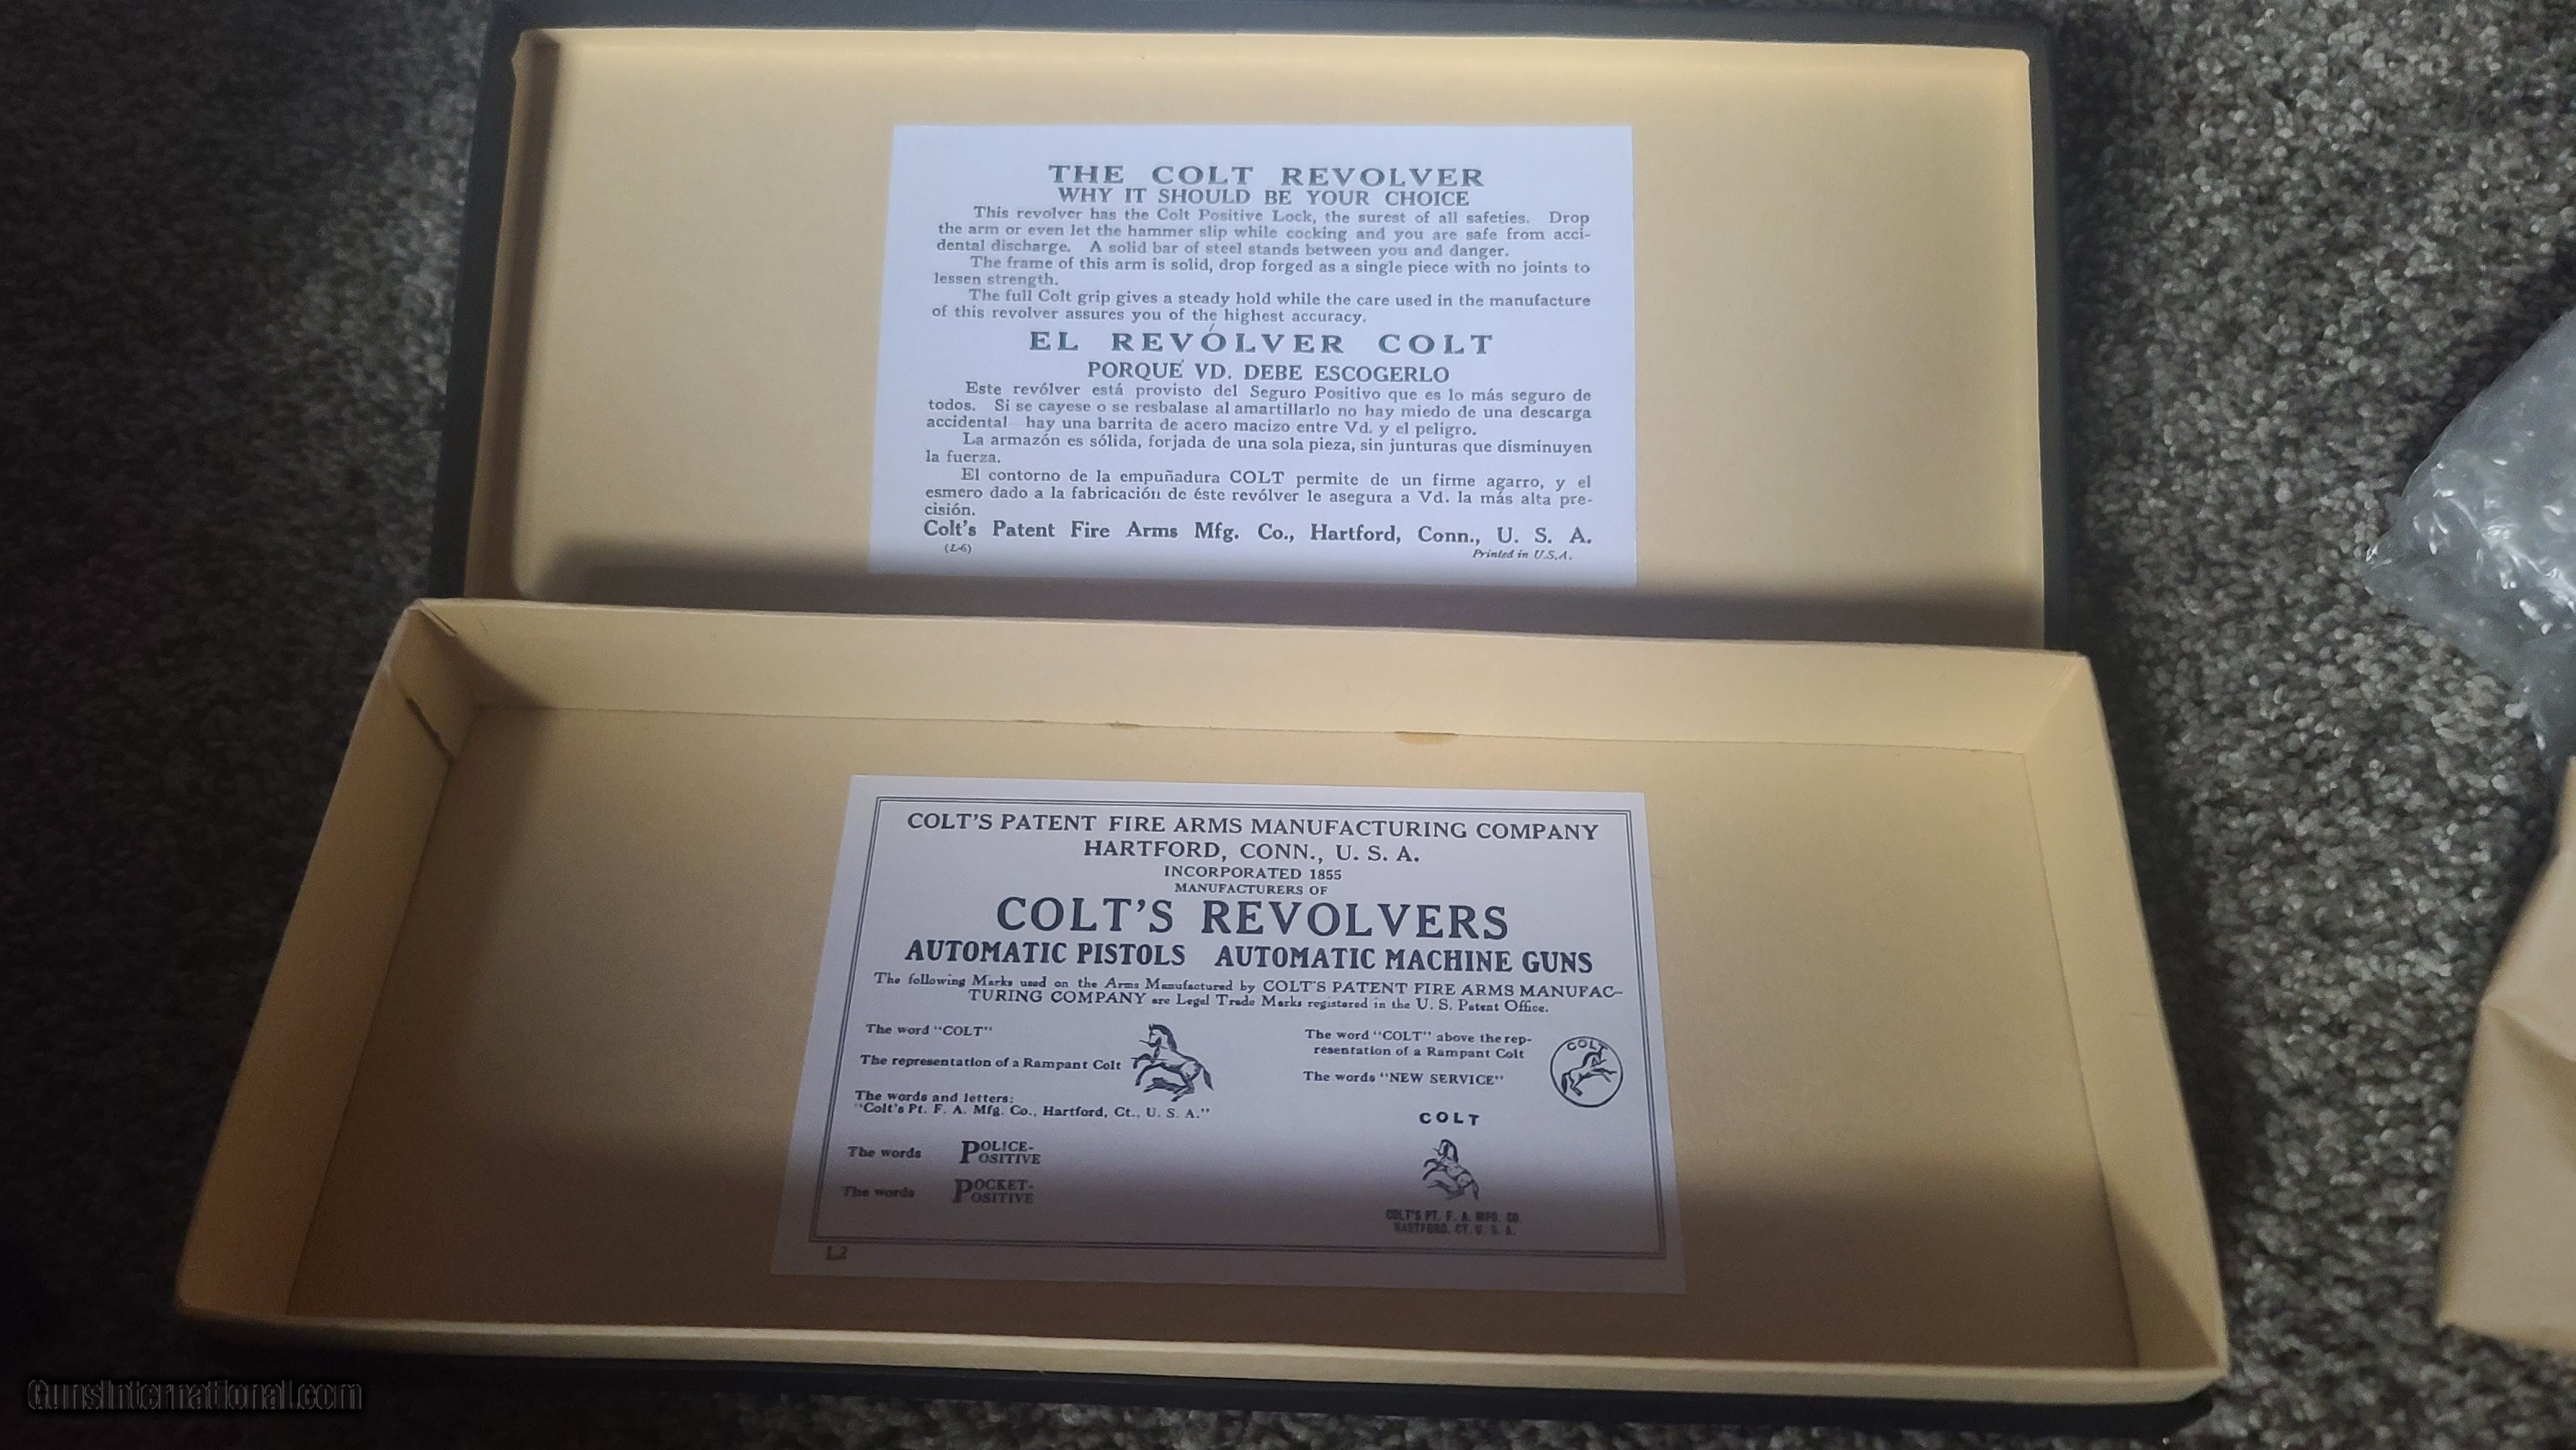 THE COLT REVOLVER
WHY IT SHOULD BE YOUR CHOICE
This revolver has the Colt Positive Lock, the surest of all safeties. Drop
the arm or even let the hammer slip while cocking and you are safe from acci-
dental discharge. A solid bar of steel stands between you and danger.
The frame of this arm is solid, drop forged as a single piece with no joints to
lessen strength.
The full Colt grip gives a steady hold while the care used in the manufacture
of this revolver assures you of the highest accuracy.
EL REVÓLVER COLT
PORQUÉ VD. DEBE ESCOGERLO
Este revólver está provisto del Seguro Positivo que es lo más seguro de
todos. Si se cayese o se resbalase al amartillarlo no hay miedo de una descarga
accidental hay una barrita de acero macizo entre Vd. y el peligro.
La armazón es sólida, forjada de una sola pieza, sin junturas que disminuyen
la fuerza.
El contorno de la empuñadura COLT permite de un firme agarro, y el
esmero dado a la fabricación de éste revólver le asegura a Vd. la más alta pre-
cisión.
Colt's Patent Fire Arms Mfg. Co., Hartford, Conn., U. S. A.
(L-6) Printed in U.S.A.
COLT'S PATENT FIRE ARMS MANUFACTURING COMPANY
HARTFORD, CONN., U. S. A.
INCORPORATED 1855
MANUFACTURERS OF
COLT'S REVOLVERS
AUTOMATIC PISTOLS AUTOMATIC MACHINE GUNS
The following Marks used on the Arms Manufactured by COLT'S PATENT FIRE ARMS MANUFAC-
TURING COMPANY are Legal Trade Marks registered in the U. S. Patent Office.
The word "COLT"
The representation of a Rampant Colt
The words and letters:
"Colt's Pt. F. A. Mfg. Co., Hartford, Ct., U. S. A."
The words POLICE-POSITIVE
The words POCKET-POSITIVE
The word "COLT" above the rep-
resentation of a Rampant Colt
The words "NEW SERVICE"
COLT
COLT
COLT'S PT. F. A. MFG. CO.
HARTFORD. CT. U. S. A.
L2
GunsInternational.com